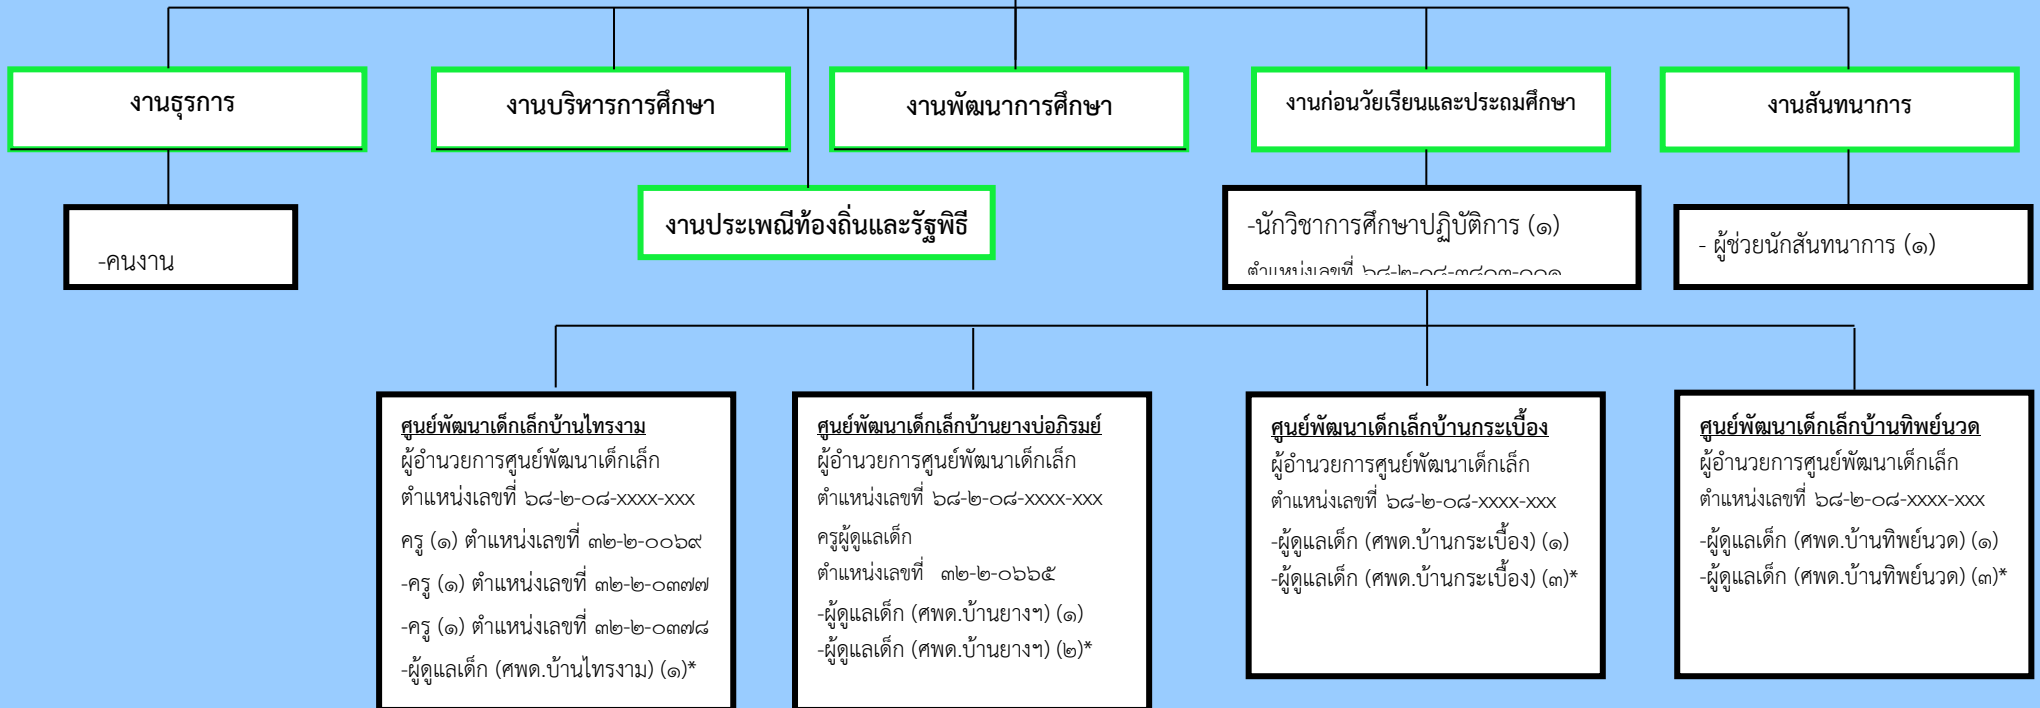 งานธุรการ
งานบริหารการศึกษา
งานพัฒนาการศึกษา
งานก่อนวัยเรียนและประถมศึกษา
งานสันทนาการ
งานประเพณีท้องถิ่นและรัฐพิธี
-คนงาน
-นักวิชาการศึกษาปฏิบัติการ (๑)
ตำแหน่งเลขที่ ๖๘-๒-๐๘-๓๘๐๓-๐๐๑
- ผู้ช่วยนักสันทนาการ (๑)
ศูนย์พัฒนาเด็กเล็กบ้านไทรงาม
ผู้อำนวยการศูนย์พัฒนาเด็กเล็ก
ตำแหน่งเลขที่ ๖๘-๒-๐๘-xxxx-xxx
ครู (๑) ตำแหน่งเลขที่ ๓๒-๒-๐๐๖๙
-ครู (๑) ตำแหน่งเลขที่ ๓๒-๒-๐๓๗๗
-ครู (๑) ตำแหน่งเลขที่ ๓๒-๒-๐๓๗๘
-ผู้ดูแลเด็ก (ศพด.บ้านไทรงาม) (๑)*
ศูนย์พัฒนาเด็กเล็กบ้านยางบ่อภิรมย์
ผู้อำนวยการศูนย์พัฒนาเด็กเล็ก
ตำแหน่งเลขที่ ๖๘-๒-๐๘-xxxx-xxx
ครูผู้ดูแลเด็ก
ตำแหน่งเลขที่ ๓๒-๒-๐๖๖๕
-ผู้ดูแลเด็ก (ศพด.บ้านยางฯ) (๑)
-ผู้ดูแลเด็ก (ศพด.บ้านยางฯ) (๒)*
ศูนย์พัฒนาเด็กเล็กบ้านกระเบื้อง
ผู้อำนวยการศูนย์พัฒนาเด็กเล็ก
ตำแหน่งเลขที่ ๖๘-๒-๐๘-xxxx-xxx
-ผู้ดูแลเด็ก (ศพด.บ้านกระเบื้อง) (๑)
-ผู้ดูแลเด็ก (ศพด.บ้านกระเบื้อง) (๓)*
ศูนย์พัฒนาเด็กเล็กบ้านทิพย์นวด
ผู้อำนวยการศูนย์พัฒนาเด็กเล็ก
ตำแหน่งเลขที่ ๖๘-๒-๐๘-xxxx-xxx
-ผู้ดูแลเด็ก (ศพด.บ้านทิพย์นวด) (๑)
-ผู้ดูแลเด็ก (ศพด.บ้านทิพย์นวด) (๓)*